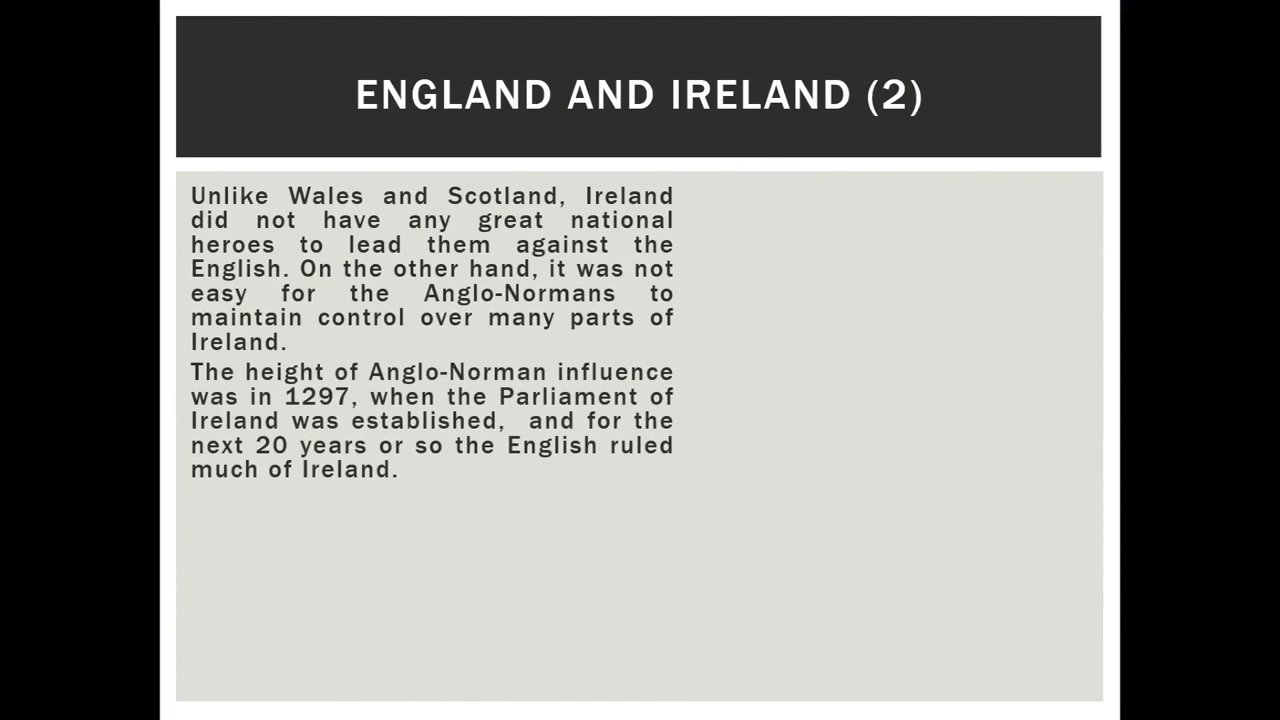 ENGLAND AND IRELAND (2)
Unlike Wales and Scotland, Ireland
did not have any great national
heroes to lead them against the
English. On the other hand, it was not
easy for the Anglo-Normans to
maintain control over many parts of
Ireland.
The height of Anglo-Norman influence
was in 1297, when the Parliament of
Ireland was established,  and for the
next 20 years or so the English ruled
much of Ireland.